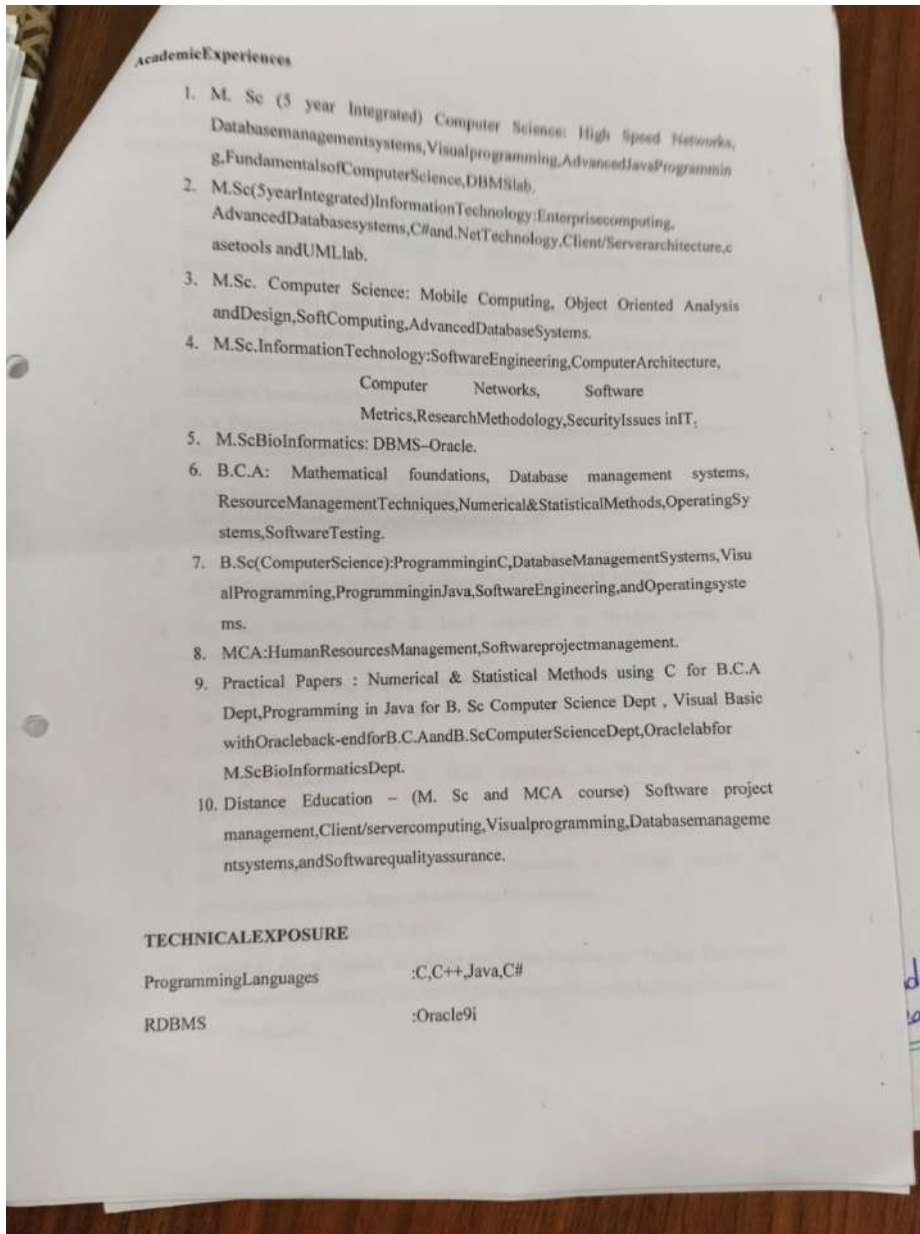 AcademicExperiences
1. M. Sc (5 year Integrated) Computer Science: High Speed Networks,
Databasemanagementsystems,Visualprogramming,AdvancedJavaProgrammin
g,FundamentalsofComputerScience,DBMSlab.
2. M.Sc(5yearIntegrated)InformationTechnology:Enterprisecomputing,
AdvancedDatabasesystems,C#and.NetTechnology,Client/Serverarchitecture,c
asetools andUMLlab.
3. M.Sc. Computer Science: Mobile Computing, Object Oriented Analysis
andDesign,SoftComputing,AdvancedDatabaseSystems.
4. M.Sc.InformationTechnology:SoftwareEngineering,ComputerArchitecture,
Computer Networks, Software
Metrics,ResearchMethodology,SecurityIssues inIT.
5. M.ScBioInformatics: DBMS–Oracle.
6. B.C.A: Mathematical foundations, Database management systems,
ResourceManagementTechniques,Numerical&StatisticalMethods,OperatingSy
stems,SoftwareTesting.
7. B.Sc(ComputerScience):ProgramminginC,DatabaseManagementSystems,Visu
alProgramming,ProgramminginJava,SoftwareEngineering,andOperatingsyste
ms.
8. MCA:HumanResourcesManagement,Softwareprojectmanagement.
9. Practical Papers : Numerical & Statistical Methods using C for B.C.A
Dept,Programming in Java for B. Sc Computer Science Dept , Visual Basic
withOracleback-endforB.C.AandB.ScComputerScienceDept,Oraclelabfor
M.ScBioInformaticsDept.
10. Distance Education – (M. Sc and MCA course) Software project
management,Client/servercomputing,Visualprogramming,Databasemanageme
ntsystems,andSoftwarequalityassurance.
TECHNICALEXPOSURE
ProgrammingLanguages :C,C++,Java,C#
RDBMS :Oracle9i